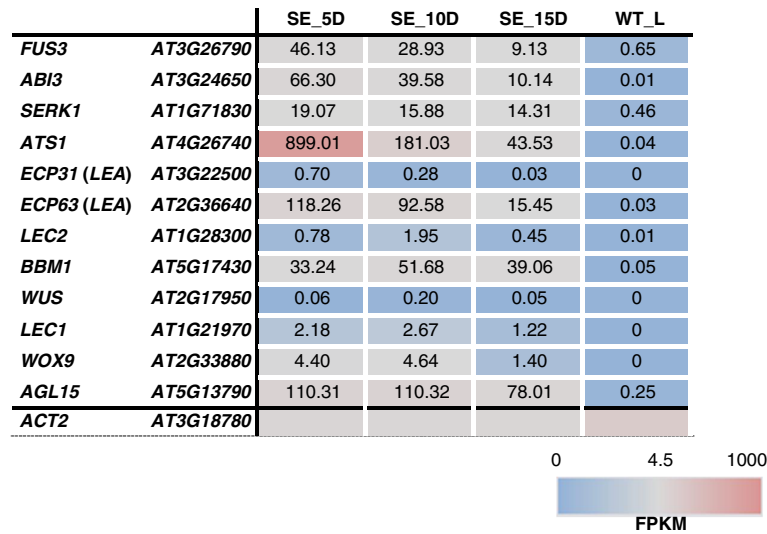 SE_5D SE_10D SE_15D WT_L
FUS3 AT3G26790 46.13 28.93 9.13 0.65
ABI3 AT3G24650 66.30 39.58 10.14 0.01
SERK1 AT1G71830 19.07 15.88 14.31 0.46
ATS1 AT4G26740 899.01 181.03 43.53 0.04
ECP31 (LEA) AT3G22500 0.70 0.28 0.03 0
ECP63 (LEA) AT2G36640 118.26 92.58 15.45 0.03
LEC2 AT1G28300 0.78 1.95 0.45 0.01
BBM1 AT5G17430 33.24 51.68 39.06 0.05
WUS AT2G17950 0.06 0.20 0.05 0
LEC1 AT1G21970 2.18 2.67 1.22 0
WOX9 AT2G33880 4.40 4.64 1.40 0
AGL15 AT5G13790 110.31 110.32 78.01 0.25
ACT2 AT3G18780
0 4.5 1000
FPKM